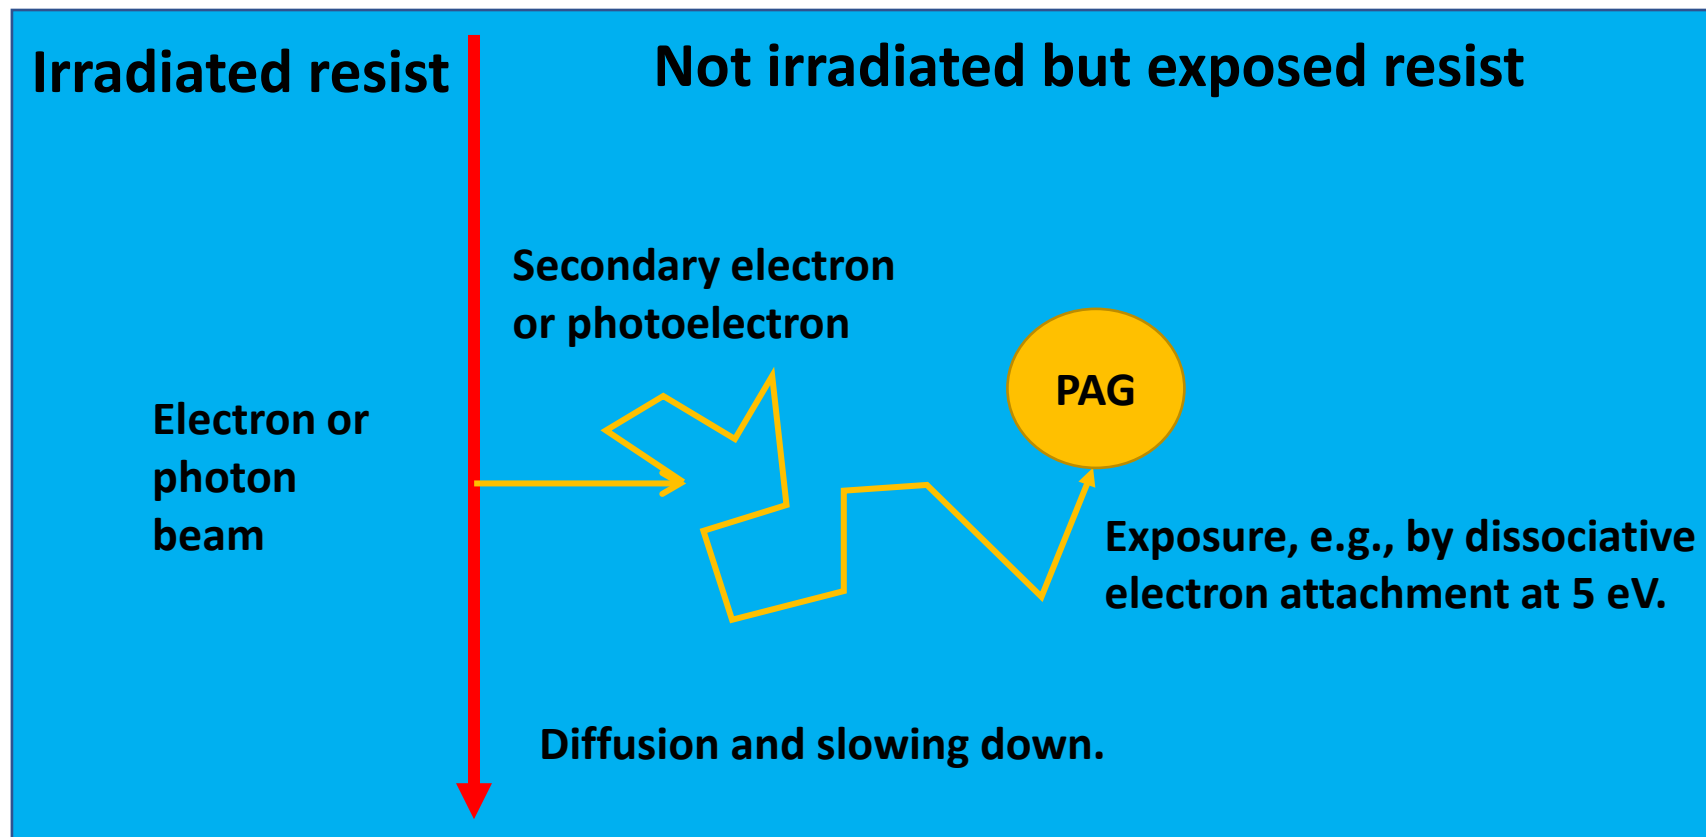 Irradiated resist
Not irradiated but exposed resist
Secondary electron
or photoelectron
PAG
Electron or
photon
beam
Exposure, e.g., by dissociative
electron attachment at 5 eV.
Diffusion and slowing down.